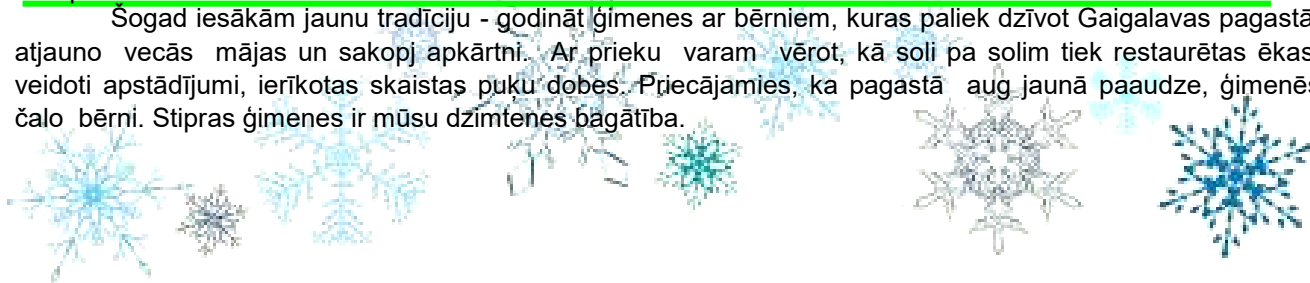 Šogad iesākām jaunu tradīciju - godināt ģimenes ar bērniem, kuras paliek dzīvot Gaigalavas pagastā
atjauno vecās mājas un sakopj apkārtni. Ar prieku varam vērot, kā soli pa solim tiek restaurētas ēkas
veidoti apstādījumi, ierīkotas skaistas puķu dobes. Priecājamies, ka pagastā aug jaunā paaudze, ģimenēs
čalo bērni. Stipras ģimenes ir mūsu dzimtenes bagātība.